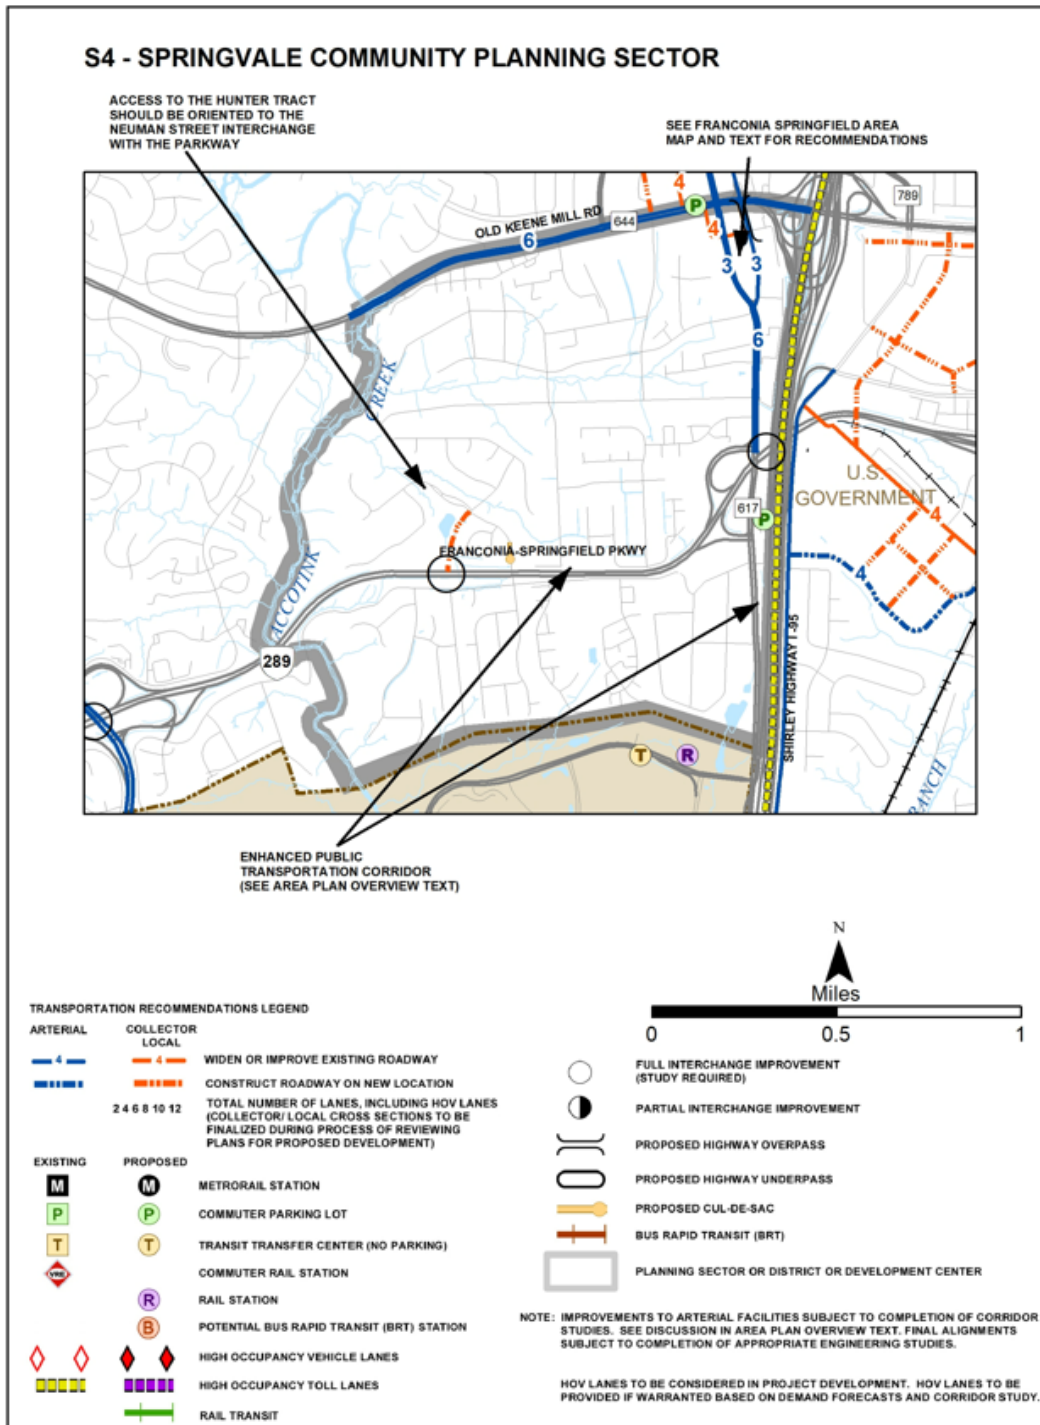 S4 - SPRINGVALE COMMUNITY PLANNING SECTOR
ACCESS TO THE HUNTER TRACT
SHOULD BE ORIENTED TO THE
NEUMAN STREET INTERCHANGE
WITH THE PARKWAY
SEE FRANCONIA SPRINGFIELD AREA
MAP AND TEXT FOR RECOMMENDATIONS
4
P
789
OLD KEENE MILL RD
644
6
4
3
3
6
CREEK
U.S.
GOVERNMENT
617
P
4
FRANCONIA-SPRINGFIELD PKWY
4
ACCOTINK
289
SHIRLEY HIGHWAY I-95
T
R
RANCH
ENHANCED PUBLIC
TRANSPORTATION CORRIDOR
(SEE AREA PLAN OVERVIEW TEXT)
N
Miles
0 0.5 1
TRANSPORTATION RECOMMENDATIONS LEGEND
ARTERIAL COLLECTOR
LOCAL
4 4 WIDEN OR IMPROVE EXISTING ROADWAY
CONSTRUCT ROADWAY ON NEW LOCATION
2 4 6 8 10 12 TOTAL NUMBER OF LANES, INCLUDING HOV LANES
(COLLECTOR/ LOCAL CROSS SECTIONS TO BE
FINALIZED DURING PROCESS OF REVIEWING
PLANS FOR PROPOSED DEVELOPMENT)
EXISTING PROPOSED
M M METRORAIL STATION
P P COMMUTER PARKING LOT
T T TRANSIT TRANSFER CENTER (NO PARKING)
VRE COMMUTER RAIL STATION
R RAIL STATION
B POTENTIAL BUS RAPID TRANSIT (BRT) STATION
HIGH OCCUPANCY VEHICLE LANES
HIGH OCCUPANCY TOLL LANES
RAIL TRANSIT
FULL INTERCHANGE IMPROVEMENT
(STUDY REQUIRED)
PARTIAL INTERCHANGE IMPROVEMENT
PROPOSED HIGHWAY OVERPASS
PROPOSED HIGHWAY UNDERPASS
PROPOSED CUL-DE-SAC
BUS RAPID TRANSIT (BRT)
PLANNING SECTOR OR DISTRICT OR DEVELOPMENT CENTER
NOTE: IMPROVEMENTS TO ARTERIAL FACILITIES SUBJECT TO COMPLETION OF CORRIDOR
STUDIES. SEE DISCUSSION IN AREA PLAN OVERVIEW TEXT. FINAL ALIGNMENTS
SUBJECT TO COMPLETION OF APPROPRIATE ENGINEERING STUDIES.
HOV LANES TO BE CONSIDERED IN PROJECT DEVELOPMENT. HOV LANES TO BE
PROVIDED IF WARRANTED BASED ON DEMAND FORECASTS AND CORRIDOR STUDY.